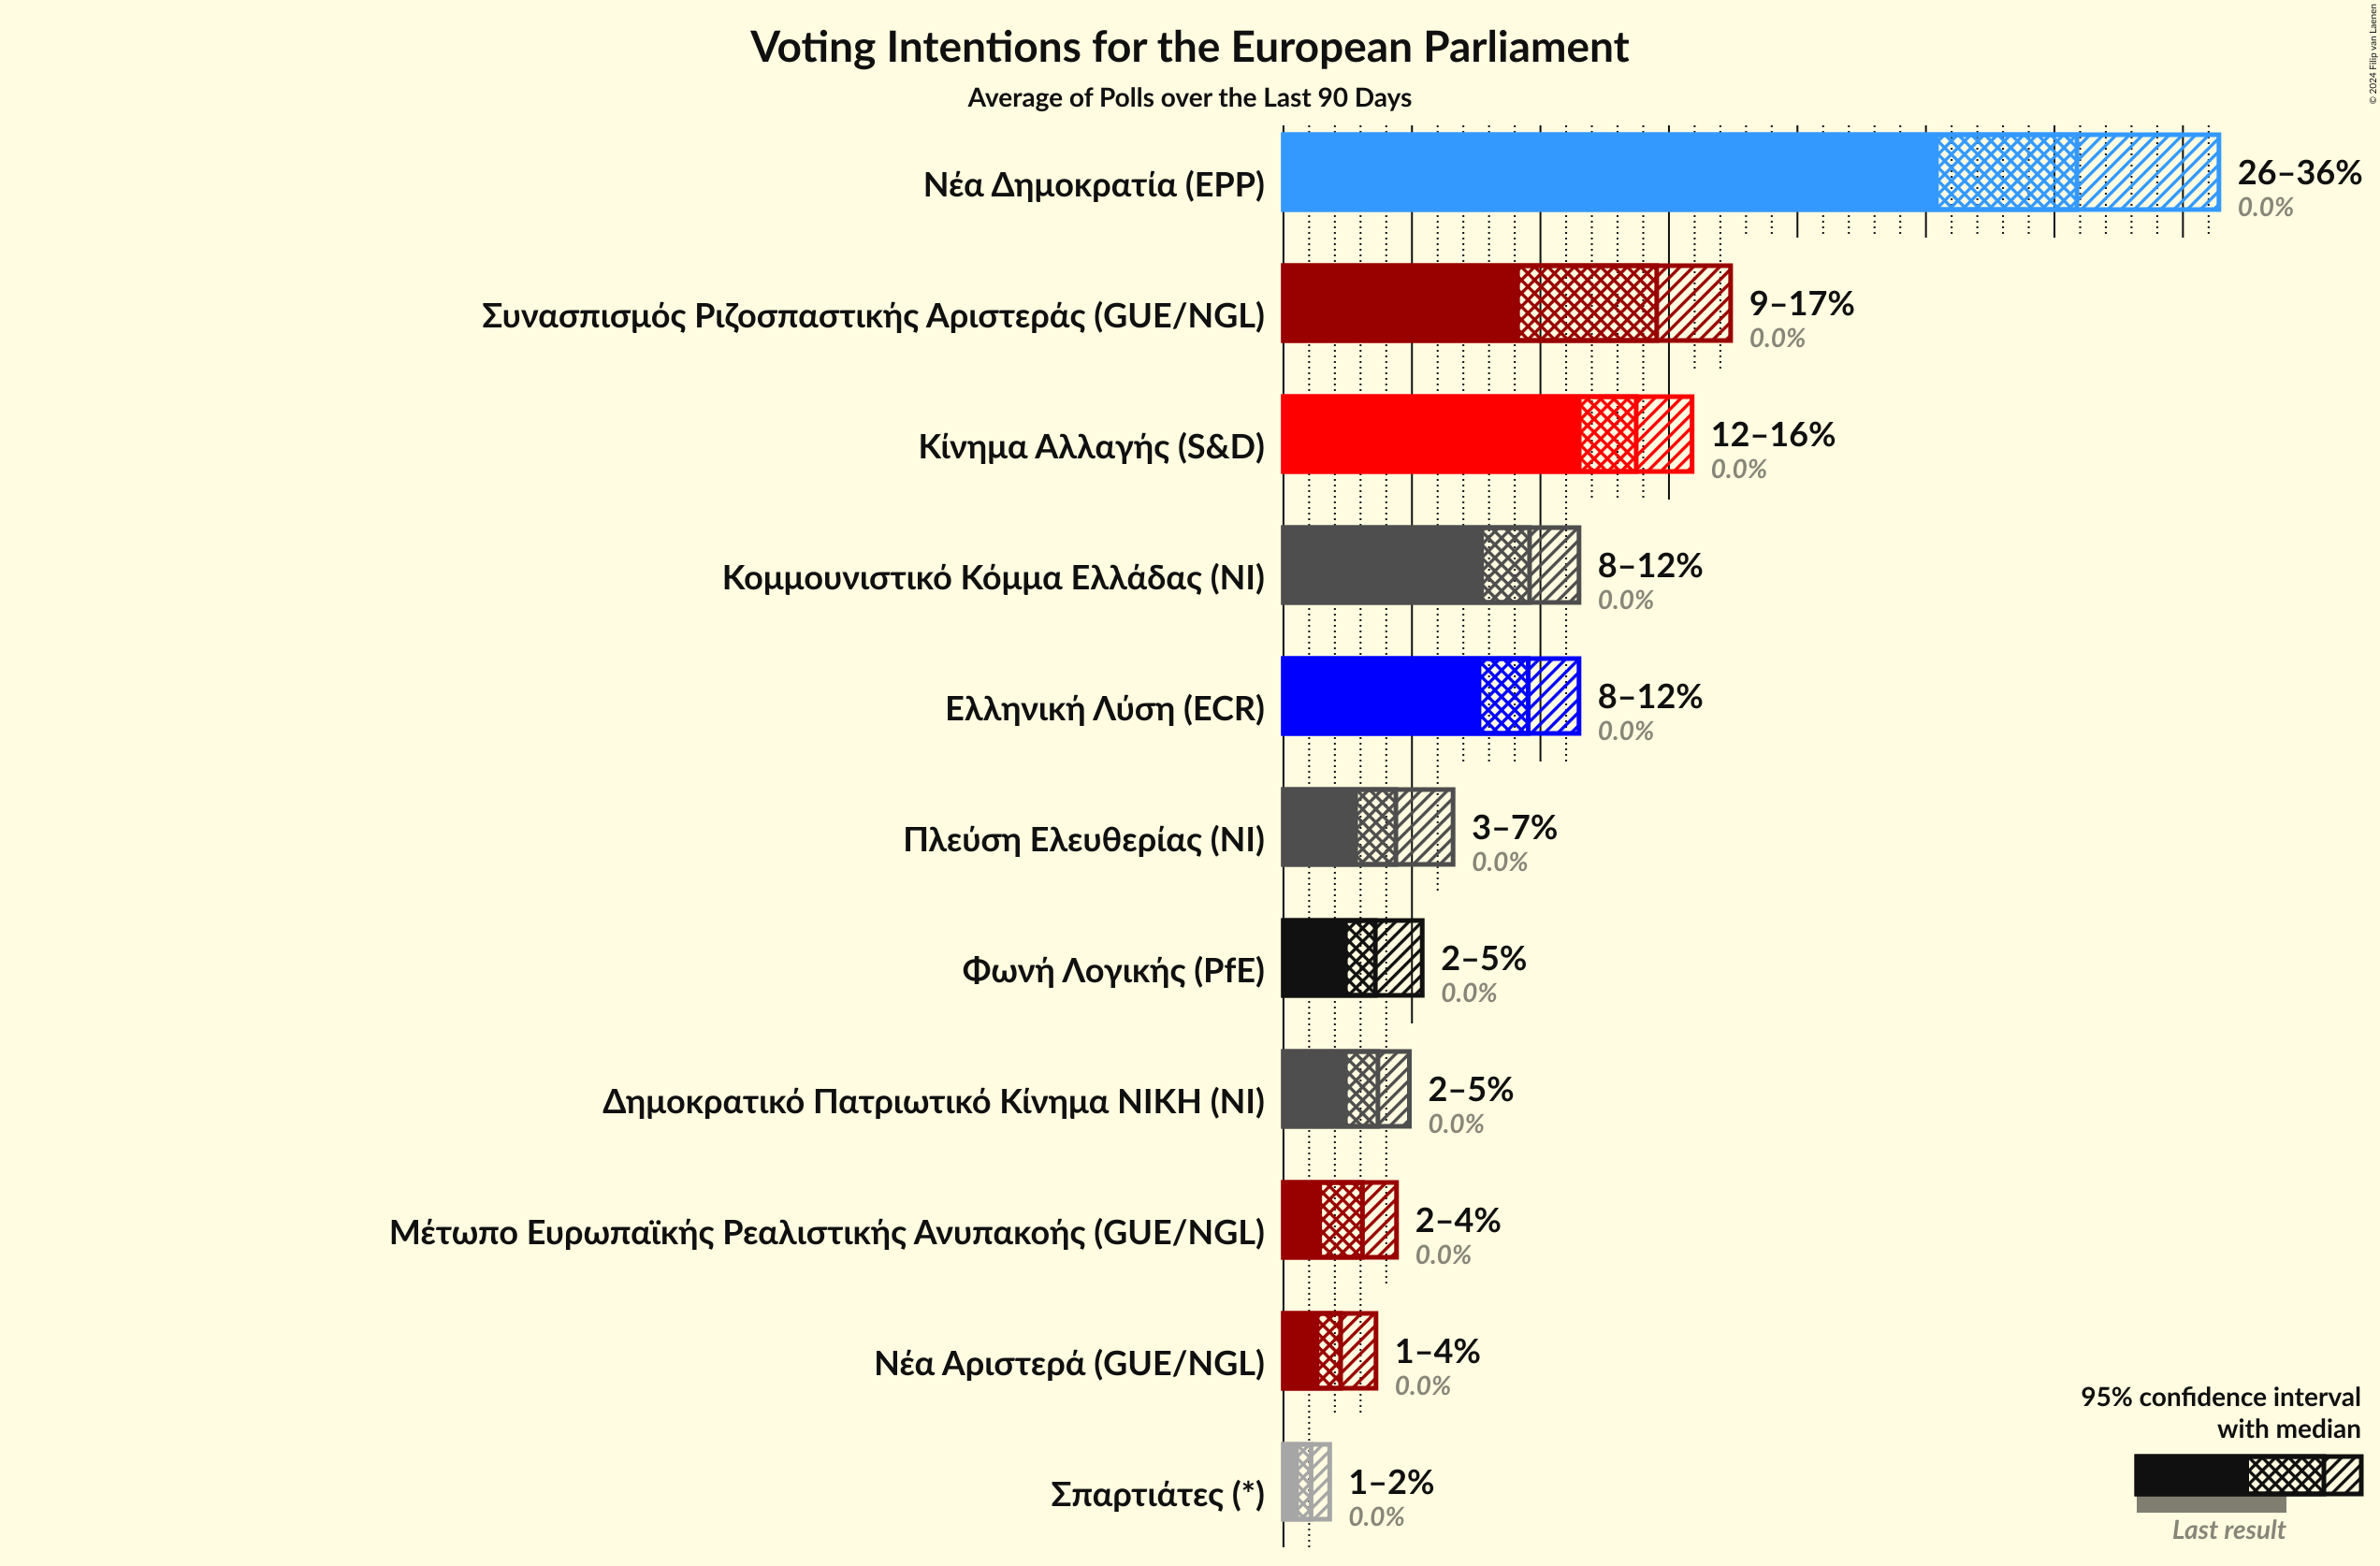 Voting Intentions for the European Parliament
Average of Polls over the Last 90 Days
© 2024 Filip van Laenen
Νέα Δημοκρατία (EPP)
26–36%
0.0%
Συνασπισμός Ριζοσπαστικής Αριστεράς (GUE/NGL)
9–17%
0.0%
Κίνημα Αλλαγής (S&D)
12–16%
0.0%
Κομμουνιστικό Κόμμα Ελλάδας (NI)
8–12%
0.0%
Ελληνική Λύση (ECR)
8–12%
0.0%
Πλεύση Ελευθερίας (NI)
3–7%
0.0%
Φωνή Λογικής (PfE)
2–5%
0.0%
Δημοκρατικό Πατριωτικό Κίνημα ΝΙΚΗ (NI)
2–5%
0.0%
Μέτωπο Ευρωπαϊκής Ρεαλιστικής Ανυπακοής (GUE/NGL)
2–4%
0.0%
Νέα Αριστερά (GUE/NGL)
1–4%
0.0%
Σπαρτιάτες (*)
1–2%
0.0%
95% confidence interval
with median
Last result